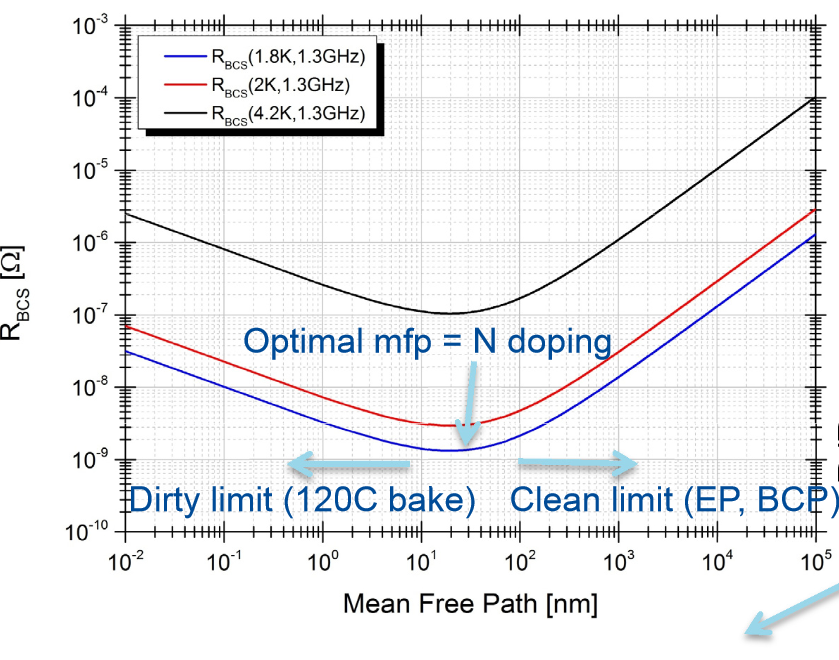 10⁻³
R_BCS(1.8K,1.3GHz)
R_BCS(2K,1.3GHz)
R_BCS(4.2K,1.3GHz)
10⁻⁴
10⁻⁵
10⁻⁶
R_BCS [Ω]
10⁻⁷
Optimal mfp = N doping
10⁻⁸
10⁻⁹
Dirty limit (120C bake)
Clean limit (EP, BCP)
10⁻¹⁰
10⁻² 10⁻¹ 10⁰ 10¹ 10² 10³ 10⁴ 10⁵
Mean Free Path [nm]